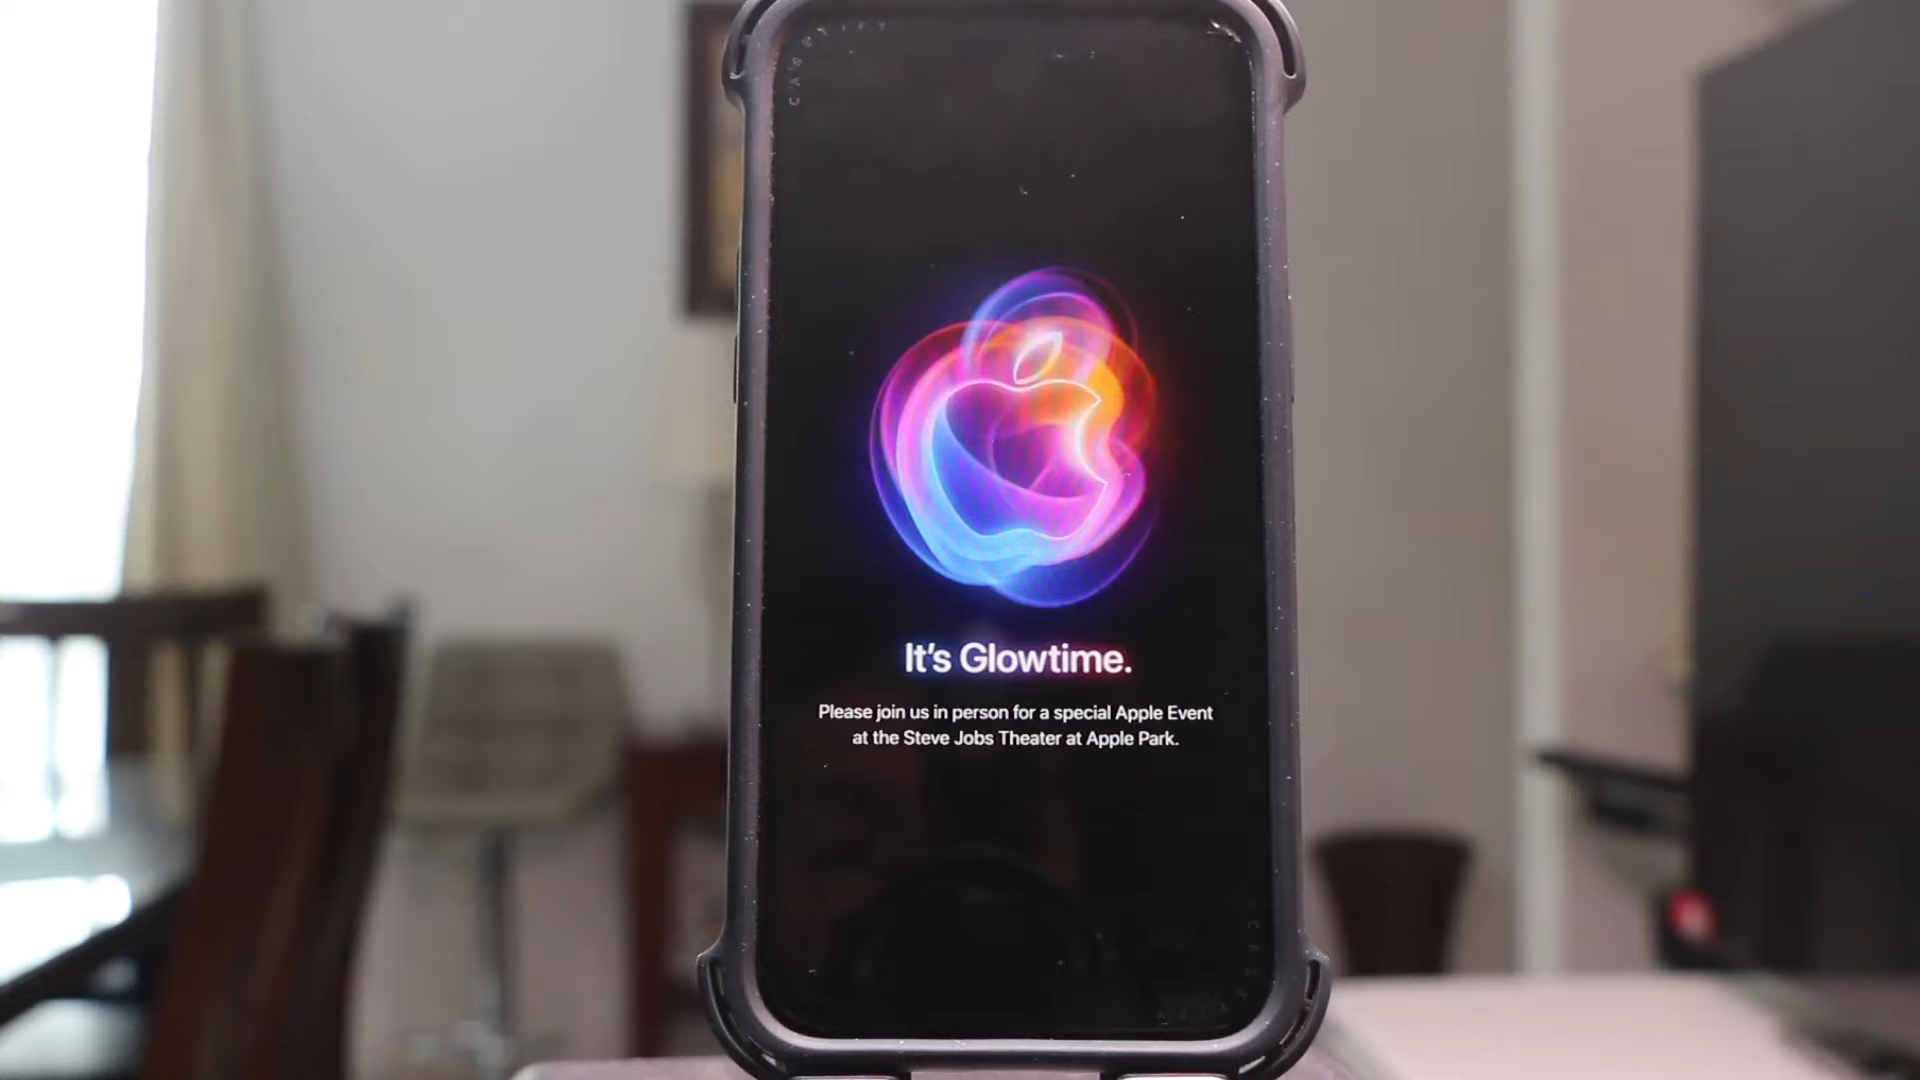 CASETIFY
It's Glowtime.
Please join us in person for a special Apple Event
at the Steve Jobs Theater at Apple Park.